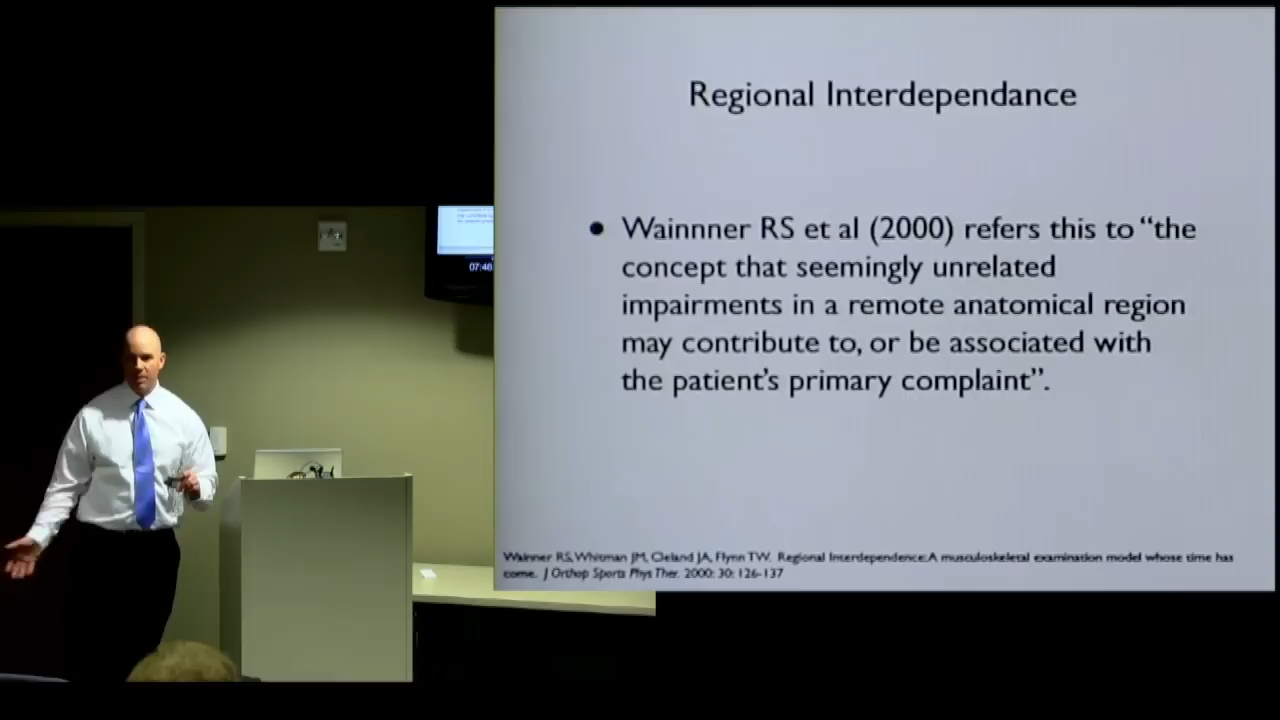 Regional Interdependance
• Wainnner RS et al (2000) refers this to “the
concept that seemingly unrelated
impairments in a remote anatomical region
may contribute to, or be associated with
the patient’s primary complaint”.
Wainner RS, Whitman JM, Cleland JA, Flynn TW. Regional Interdependence: A musculoskeletal examination model whose time has
come. J Orthop Sports Phys Ther. 2000: 30: 126-137
07:46